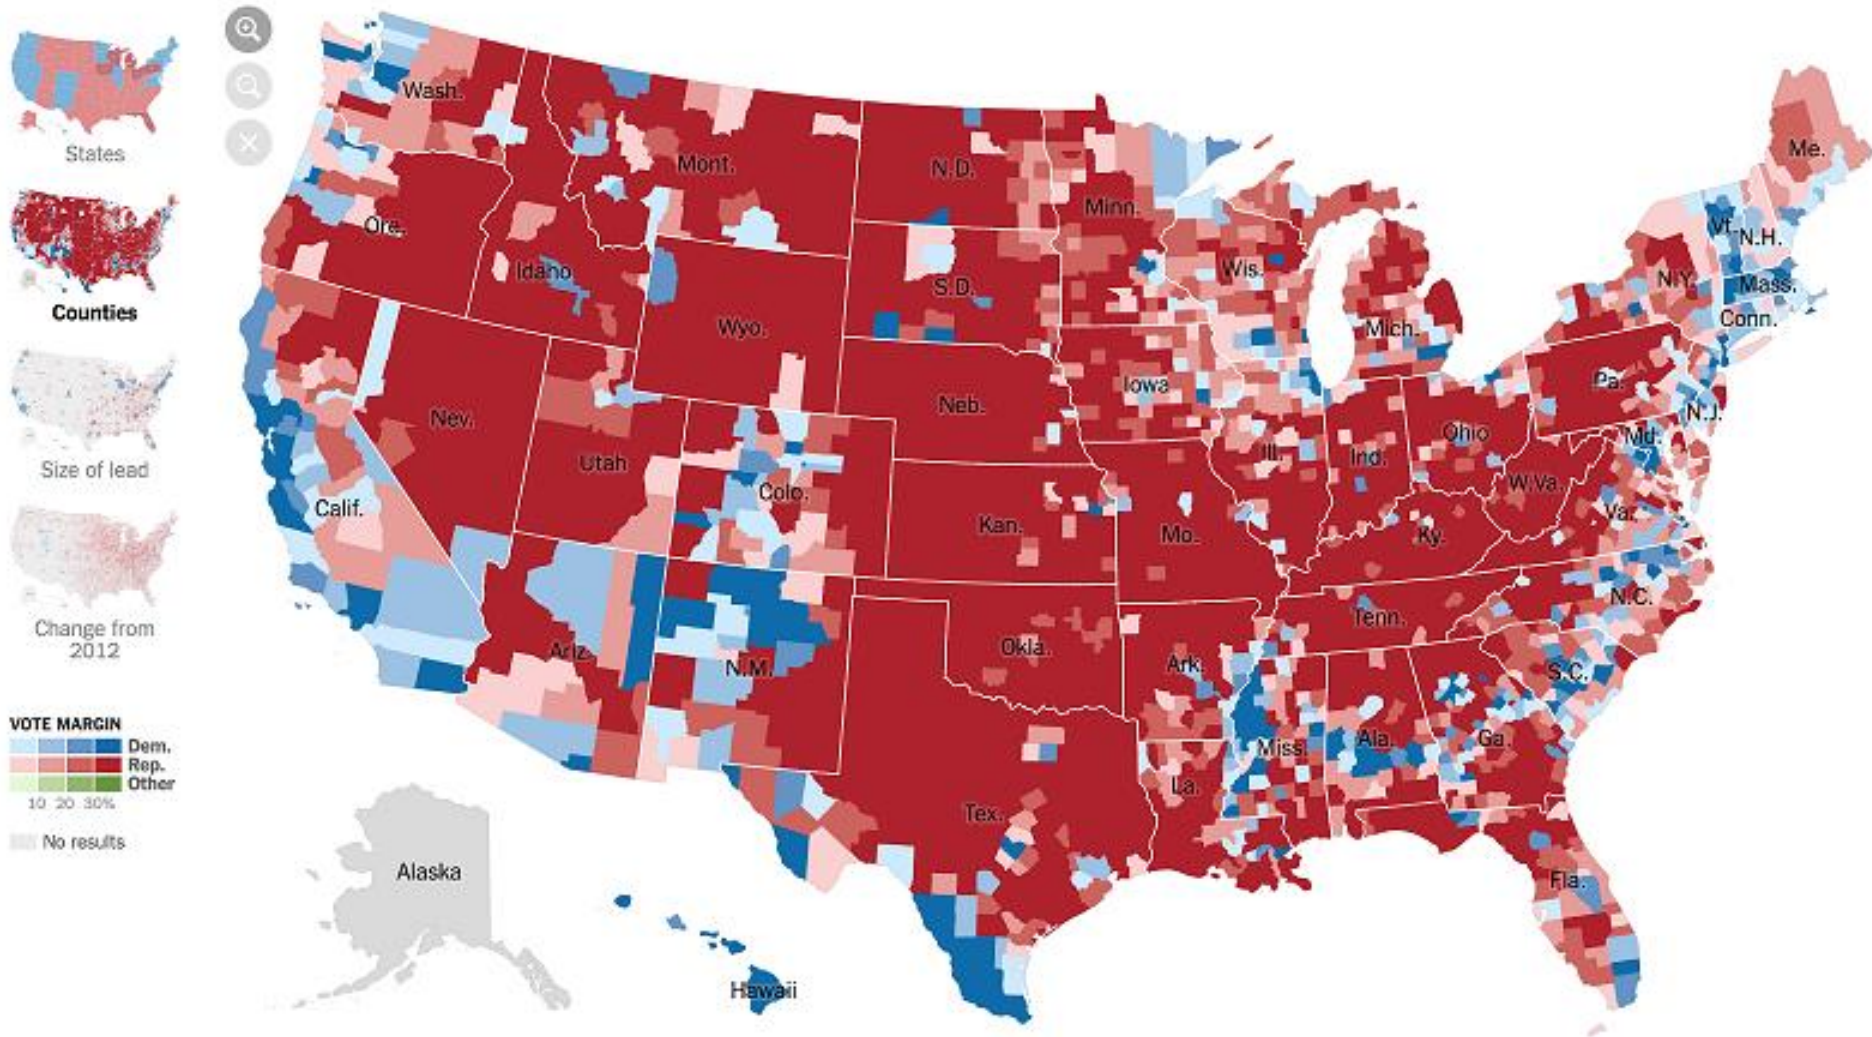 States
Counties
Size of lead
Change from
2012
VOTE MARGIN
Dem.
Rep.
Other
10 20 30%
No results
Wash.
Ore.
Calif.
Idaho
Nev.
Mont.
Wyo.
Utah
Ariz.
Colo.
N.M.
N.D.
S.D.
Neb.
Kan.
Okla.
Tex.
Minn.
Iowa
Mo.
Ark.
La.
Wis.
Ill.
Mich.
Ind.
Ohio
Ky.
Tenn.
Miss.
Ala.
Ga.
Fla.
S.C.
N.C.
Va.
W.Va.
Md.
Pa.
N.J.
N.Y.
Conn.
Mass.
Vt.
N.H.
Me.
Alaska
Hawaii